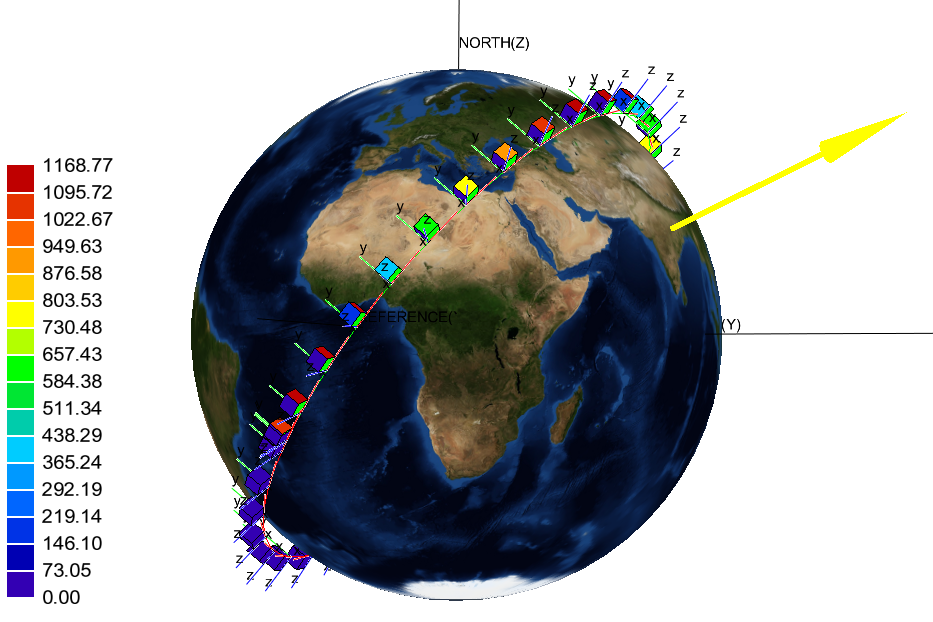 NORTH(Z)
1168.77
1095.72
1022.67
949.63
876.58
803.53
730.48
657.43
584.38
511.34
438.29
365.24
292.19
219.14
146.10
73.05
0.00
(Y)
y
y
y
z
z
z
z
z
z
y
y
y
y
y
y
x
x
x
z
z
z
z
z
z